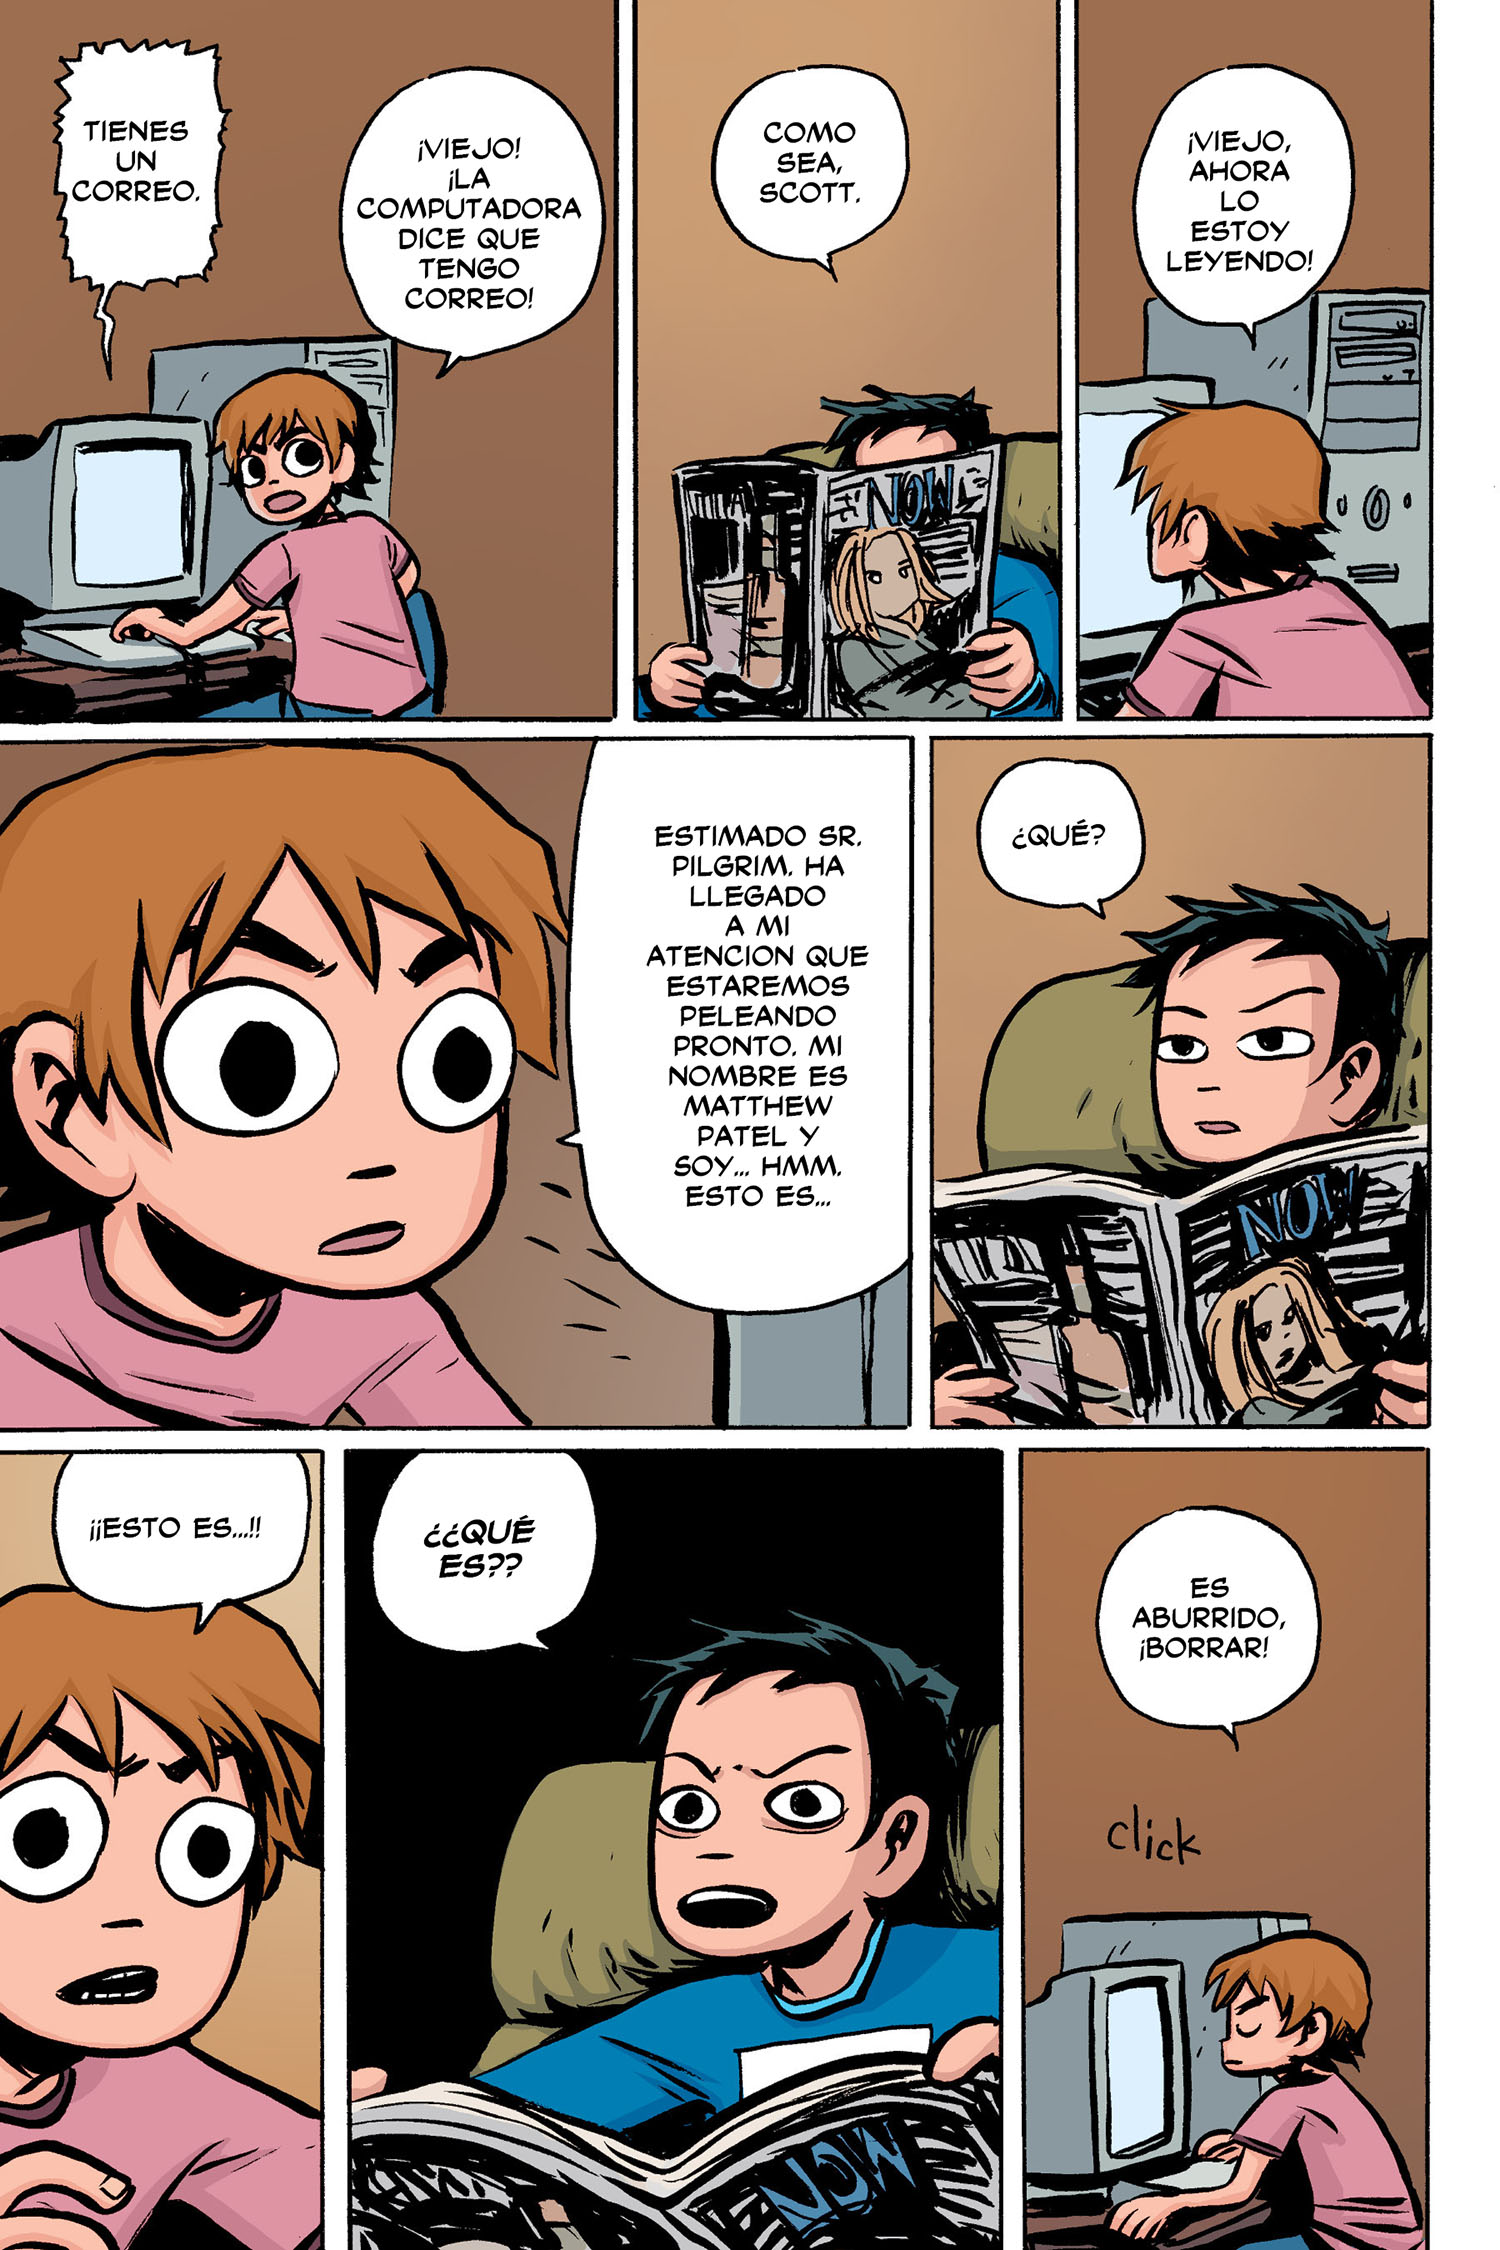 TIENES
UN
CORREO.
¡VIEJO!
¡LA
COMPUTADORA
DICE QUE
TENGO
CORREO!
COMO
SEA,
SCOTT.
NOW
¡VIEJO,
AHORA
LO
ESTOY
LEYENDO!
ESTIMADO SR.
PILGRIM. HA
LLEGADO
A MI
ATENCION QUE
ESTAREMOS
PELEANDO
PRONTO. MI
NOMBRE ES
MATTHEW
PATEL Y
SOY... HMM.
ESTO ES...
¿QUÉ?
NOW
¡¡ESTO ES...!!
¿¿QUÉ
ES??
NOW
ES
ABURRIDO,
¡BORRAR!
click